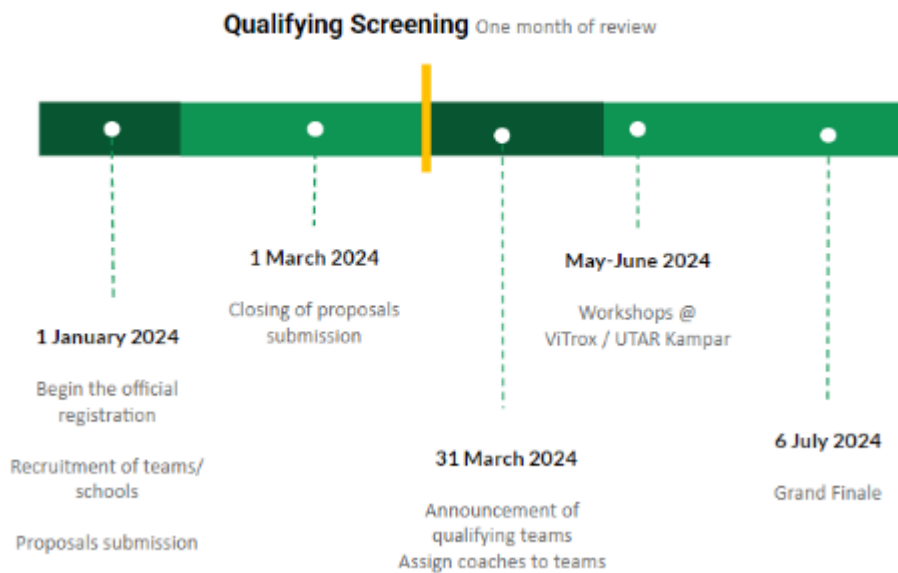 Qualifying Screening One month of review
1 January 2024
Begin the official
registration
Recruitment of teams/
schools
Proposals submission
1 March 2024
Closing of proposals
submission
31 March 2024
Announcement of
qualifying teams
Assign coaches to teams
May-June 2024
Workshops @
ViTrox / UTAR Kampar
6 July 2024
Grand Finale